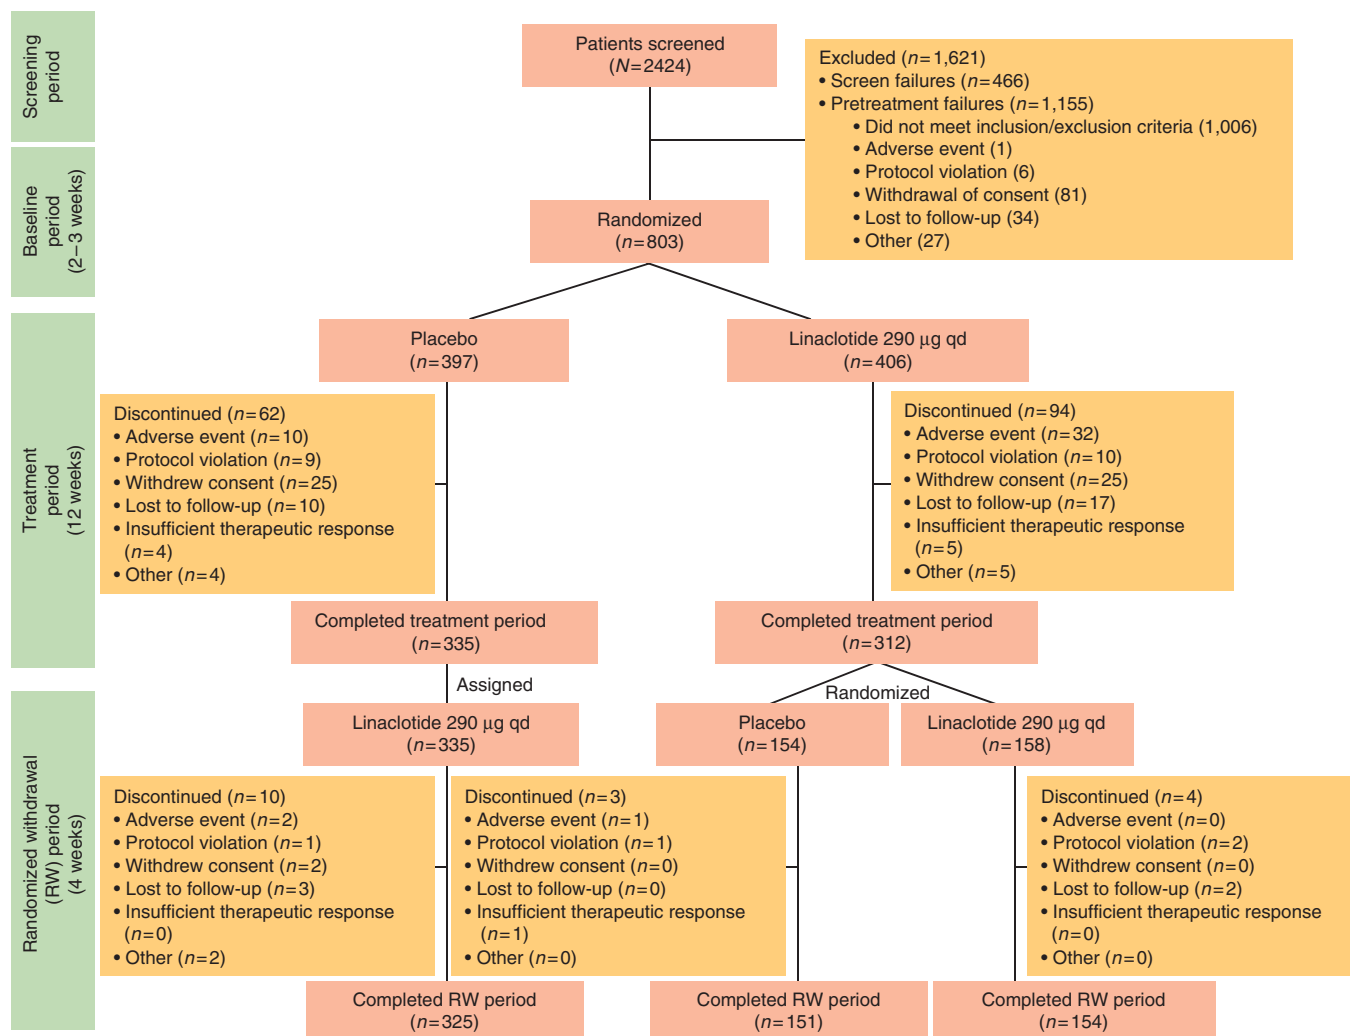 Screening
period
Patients screened
(N=2424)
Excluded (n=1,621)
• Screen failures (n=466)
• Pretreatment failures (n=1,155)
• Did not meet inclusion/exclusion criteria (1,006)
• Adverse event (1)
• Protocol violation (6)
• Withdrawal of consent (81)
• Lost to follow-up (34)
• Other (27)
Baseline
period
(2–3 weeks)
Randomized
(n=803)
Treatment
period
(12 weeks)
Placebo
(n=397)
Linaclotide 290 μg qd
(n=406)
Discontinued (n=62)
• Adverse event (n=10)
• Protocol violation (n=9)
• Withdrew consent (n=25)
• Lost to follow-up (n=10)
• Insufficient therapeutic response
(n=4)
• Other (n=4)
Discontinued (n=94)
• Adverse event (n=32)
• Protocol violation (n=10)
• Withdrew consent (n=25)
• Lost to follow-up (n=17)
• Insufficient therapeutic response
(n=5)
• Other (n=5)
Completed treatment period
(n=335)
Completed treatment period
(n=312)
Randomized withdrawal
(RW) period
(4 weeks)
Assigned
Randomized
Linaclotide 290 μg qd
(n=335)
Placebo
(n=154)
Linaclotide 290 μg qd
(n=158)
Discontinued (n=10)
• Adverse event (n=2)
• Protocol violation (n=1)
• Withdrew consent (n=2)
• Lost to follow-up (n=3)
• Insufficient therapeutic response
(n=0)
• Other (n=2)
Discontinued (n=3)
• Adverse event (n=1)
• Protocol violation (n=1)
• Withdrew consent (n=0)
• Lost to follow-up (n=0)
• Insufficient therapeutic response
(n=1)
• Other (n=0)
Discontinued (n=4)
• Adverse event (n=0)
• Protocol violation (n=2)
• Withdrew consent (n=0)
• Lost to follow-up (n=2)
• Insufficient therapeutic response
(n=0)
• Other (n=0)
Completed RW period
(n=325)
Completed RW period
(n=151)
Completed RW period
(n=154)